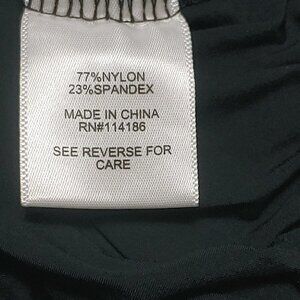 77%NYLON
23%SPANDEX
MADE IN CHINA
RN#114186
SEE REVERSE FOR
CARE